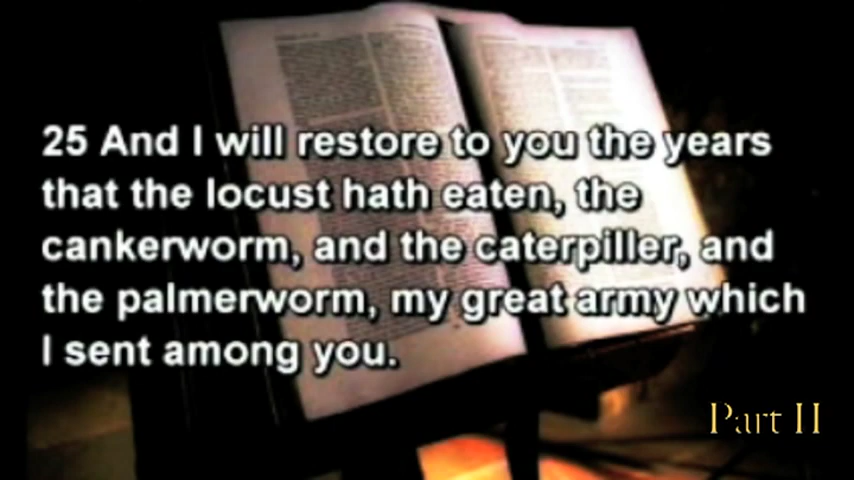 25 And I will restore to you the years
that the locust hath eaten, the
cankerworm, and the caterpiller, and
the palmerworm, my great army which
I sent among you.
Part II